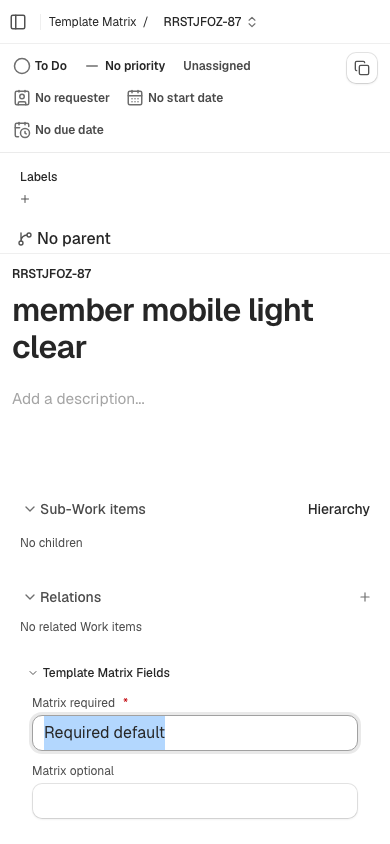 Template Matrix / RRSTJFOZ-87
To Do No priority Unassigned
No requester No start date
No due date
Labels
+
No parent
RRSTJFOZ-87
member mobile light
clear
Add a description...
Sub-Work items Hierarchy
No children
Relations +
No related Work items
Template Matrix Fields
Matrix required *
Required default
Matrix optional